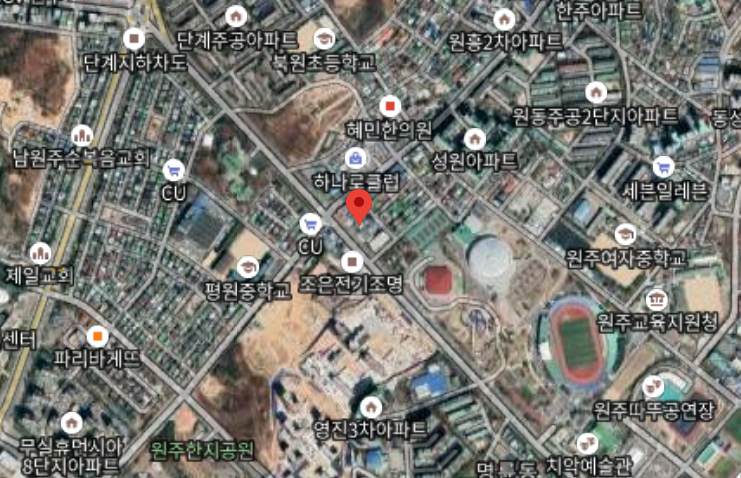 한주아파트
단계주공아파트
원흥2차아파트
단계지하차도
북원초등학교
원동주공2단지아파트
혜민한의원
남원주순복음교회
성원아파트
하나로클럽
CU
세븐일레븐
CU
원주여자중학교
제일교회
평원중학교
조은전기조명
원주교육지원청
센터
파리바게뜨
원주따뚜공연장
영진3차아파트
무실휴먼시아
8단지아파트
원주한지공원
치악예술관